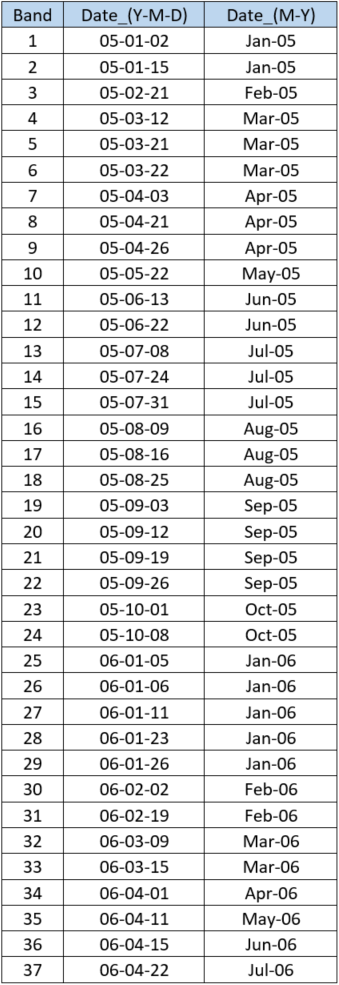 Band Date_(Y-M-D) Date_(M-Y)
1 05-01-02 Jan-05
2 05-01-15 Jan-05
3 05-02-21 Feb-05
4 05-03-12 Mar-05
5 05-03-21 Mar-05
6 05-03-22 Mar-05
7 05-04-03 Apr-05
8 05-04-21 Apr-05
9 05-04-26 Apr-05
10 05-05-22 May-05
11 05-06-13 Jun-05
12 05-06-22 Jun-05
13 05-07-08 Jul-05
14 05-07-24 Jul-05
15 05-07-31 Jul-05
16 05-08-09 Aug-05
17 05-08-16 Aug-05
18 05-08-25 Aug-05
19 05-09-03 Sep-05
20 05-09-12 Sep-05
21 05-09-19 Sep-05
22 05-09-26 Sep-05
23 05-10-01 Oct-05
24 05-10-08 Oct-05
25 06-01-05 Jan-06
26 06-01-06 Jan-06
27 06-01-11 Jan-06
28 06-01-23 Jan-06
29 06-01-26 Jan-06
30 06-02-02 Feb-06
31 06-02-19 Feb-06
32 06-03-09 Mar-06
33 06-03-15 Mar-06
34 06-04-01 Apr-06
35 06-04-11 May-06
36 06-04-15 Jun-06
37 06-04-22 Jul-06